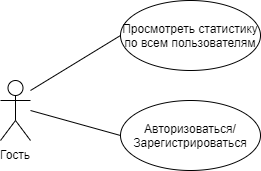 Просмотреть статистику
по всем пользователям
Авторизоваться/
Зарегистрироваться
Гость